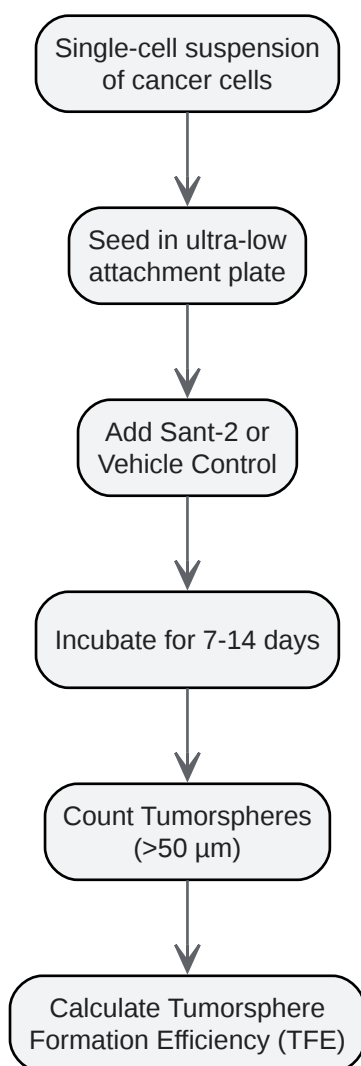 Single-cell suspension
of cancer cells
Seed in ultra-low
attachment plate
Add Sant-2 or
Vehicle Control
Incubate for 7-14 days
Count Tumorspheres
(>50 µm)
Calculate Tumorsphere
Formation Efficiency (TFE)